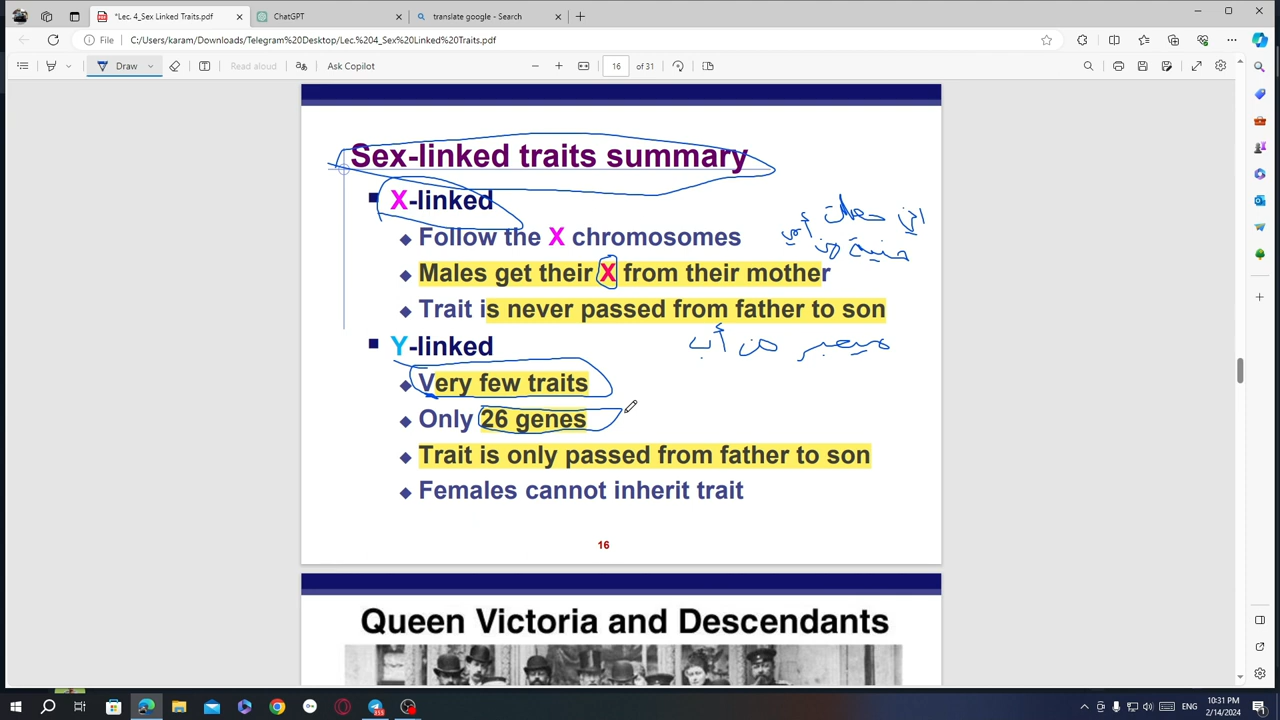 *Lec. 4_Sex Linked Traits.pdf
ChatGPT
translate google - Search
File
C:/Users/karam/Downloads/Telegram%20Desktop/Lec.%204_Sex%20Linked%20Traits.pdf
Draw
Read aloud
Ask Copilot
16 of 31
Sex-linked traits summary
X-linked
Follow the X chromosomes
Males get their X from their mother
Trait is never passed from father to son
من أب
Y-linked
Very few traits
Only 26 genes
Trait is only passed from father to son
Females cannot inherit trait
16
Queen Victoria and Descendants
ENG
10:31 PM
2/14/2024